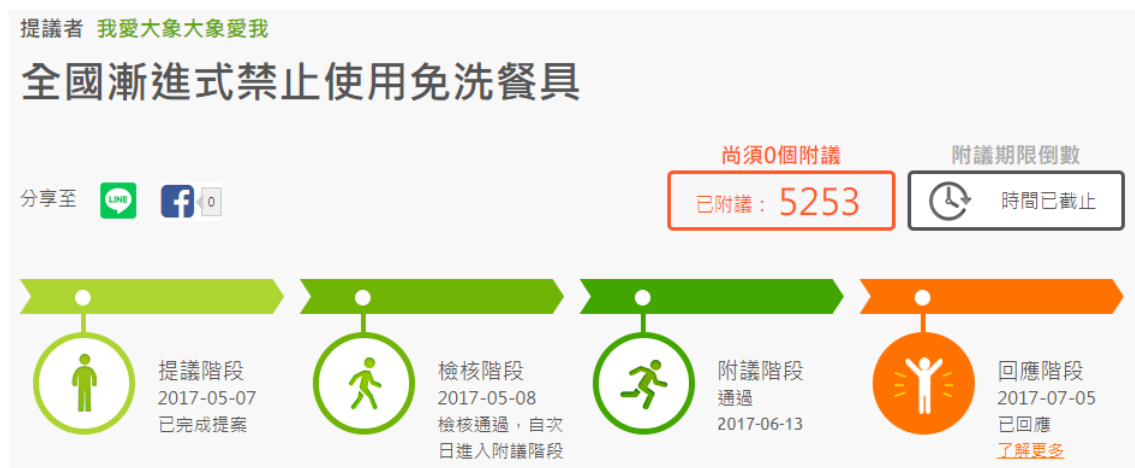 提議者 我愛大象大象愛我
全國漸進式禁止使用免洗餐具
尚須0個附議
附議期限倒數
分享至
LINE
0
已附議： 5253
時間已截止
提議階段
2017-05-07
已完成提案
檢核階段
2017-05-08
檢核通過，自次
日進入附議階段
附議階段
通過
2017-06-13
回應階段
2017-07-05
已回應
了解更多